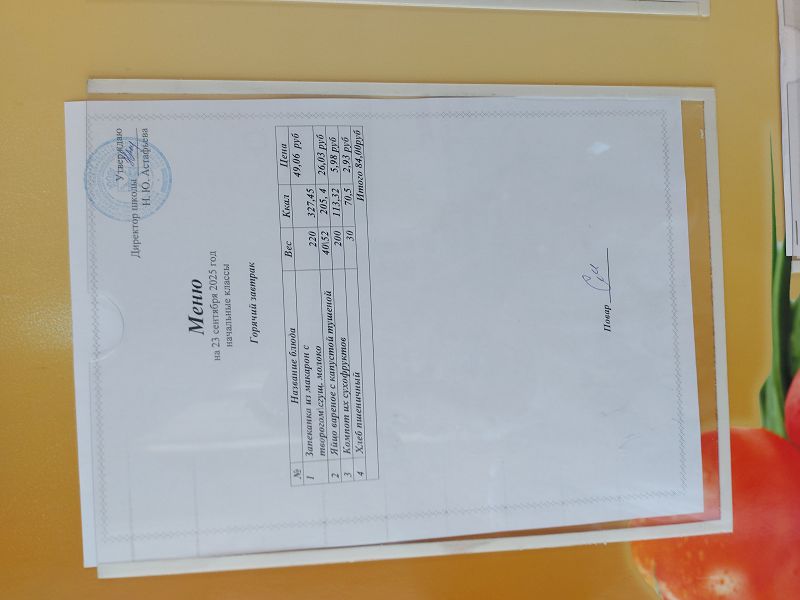 Утверждаю
Директор школы
Н. Ю. Астафьева
Меню
на 23 сентября 2025 год
начальные классы
Горячий завтрак
№ Название блюда Вес Ккал Цена
1 Запеканка из макарон с 220 327,45 49,06 руб
творогом\сгущ. молоко
2 Яйцо вареное с капустой тушеной 40\52 205, 4 26,03 руб
3 Компот их сухофруктов 200 113,32 5,98 руб
4 Хлеб пшеничный 30 70,5 2,93 руб
Итого 84,00руб
Повар